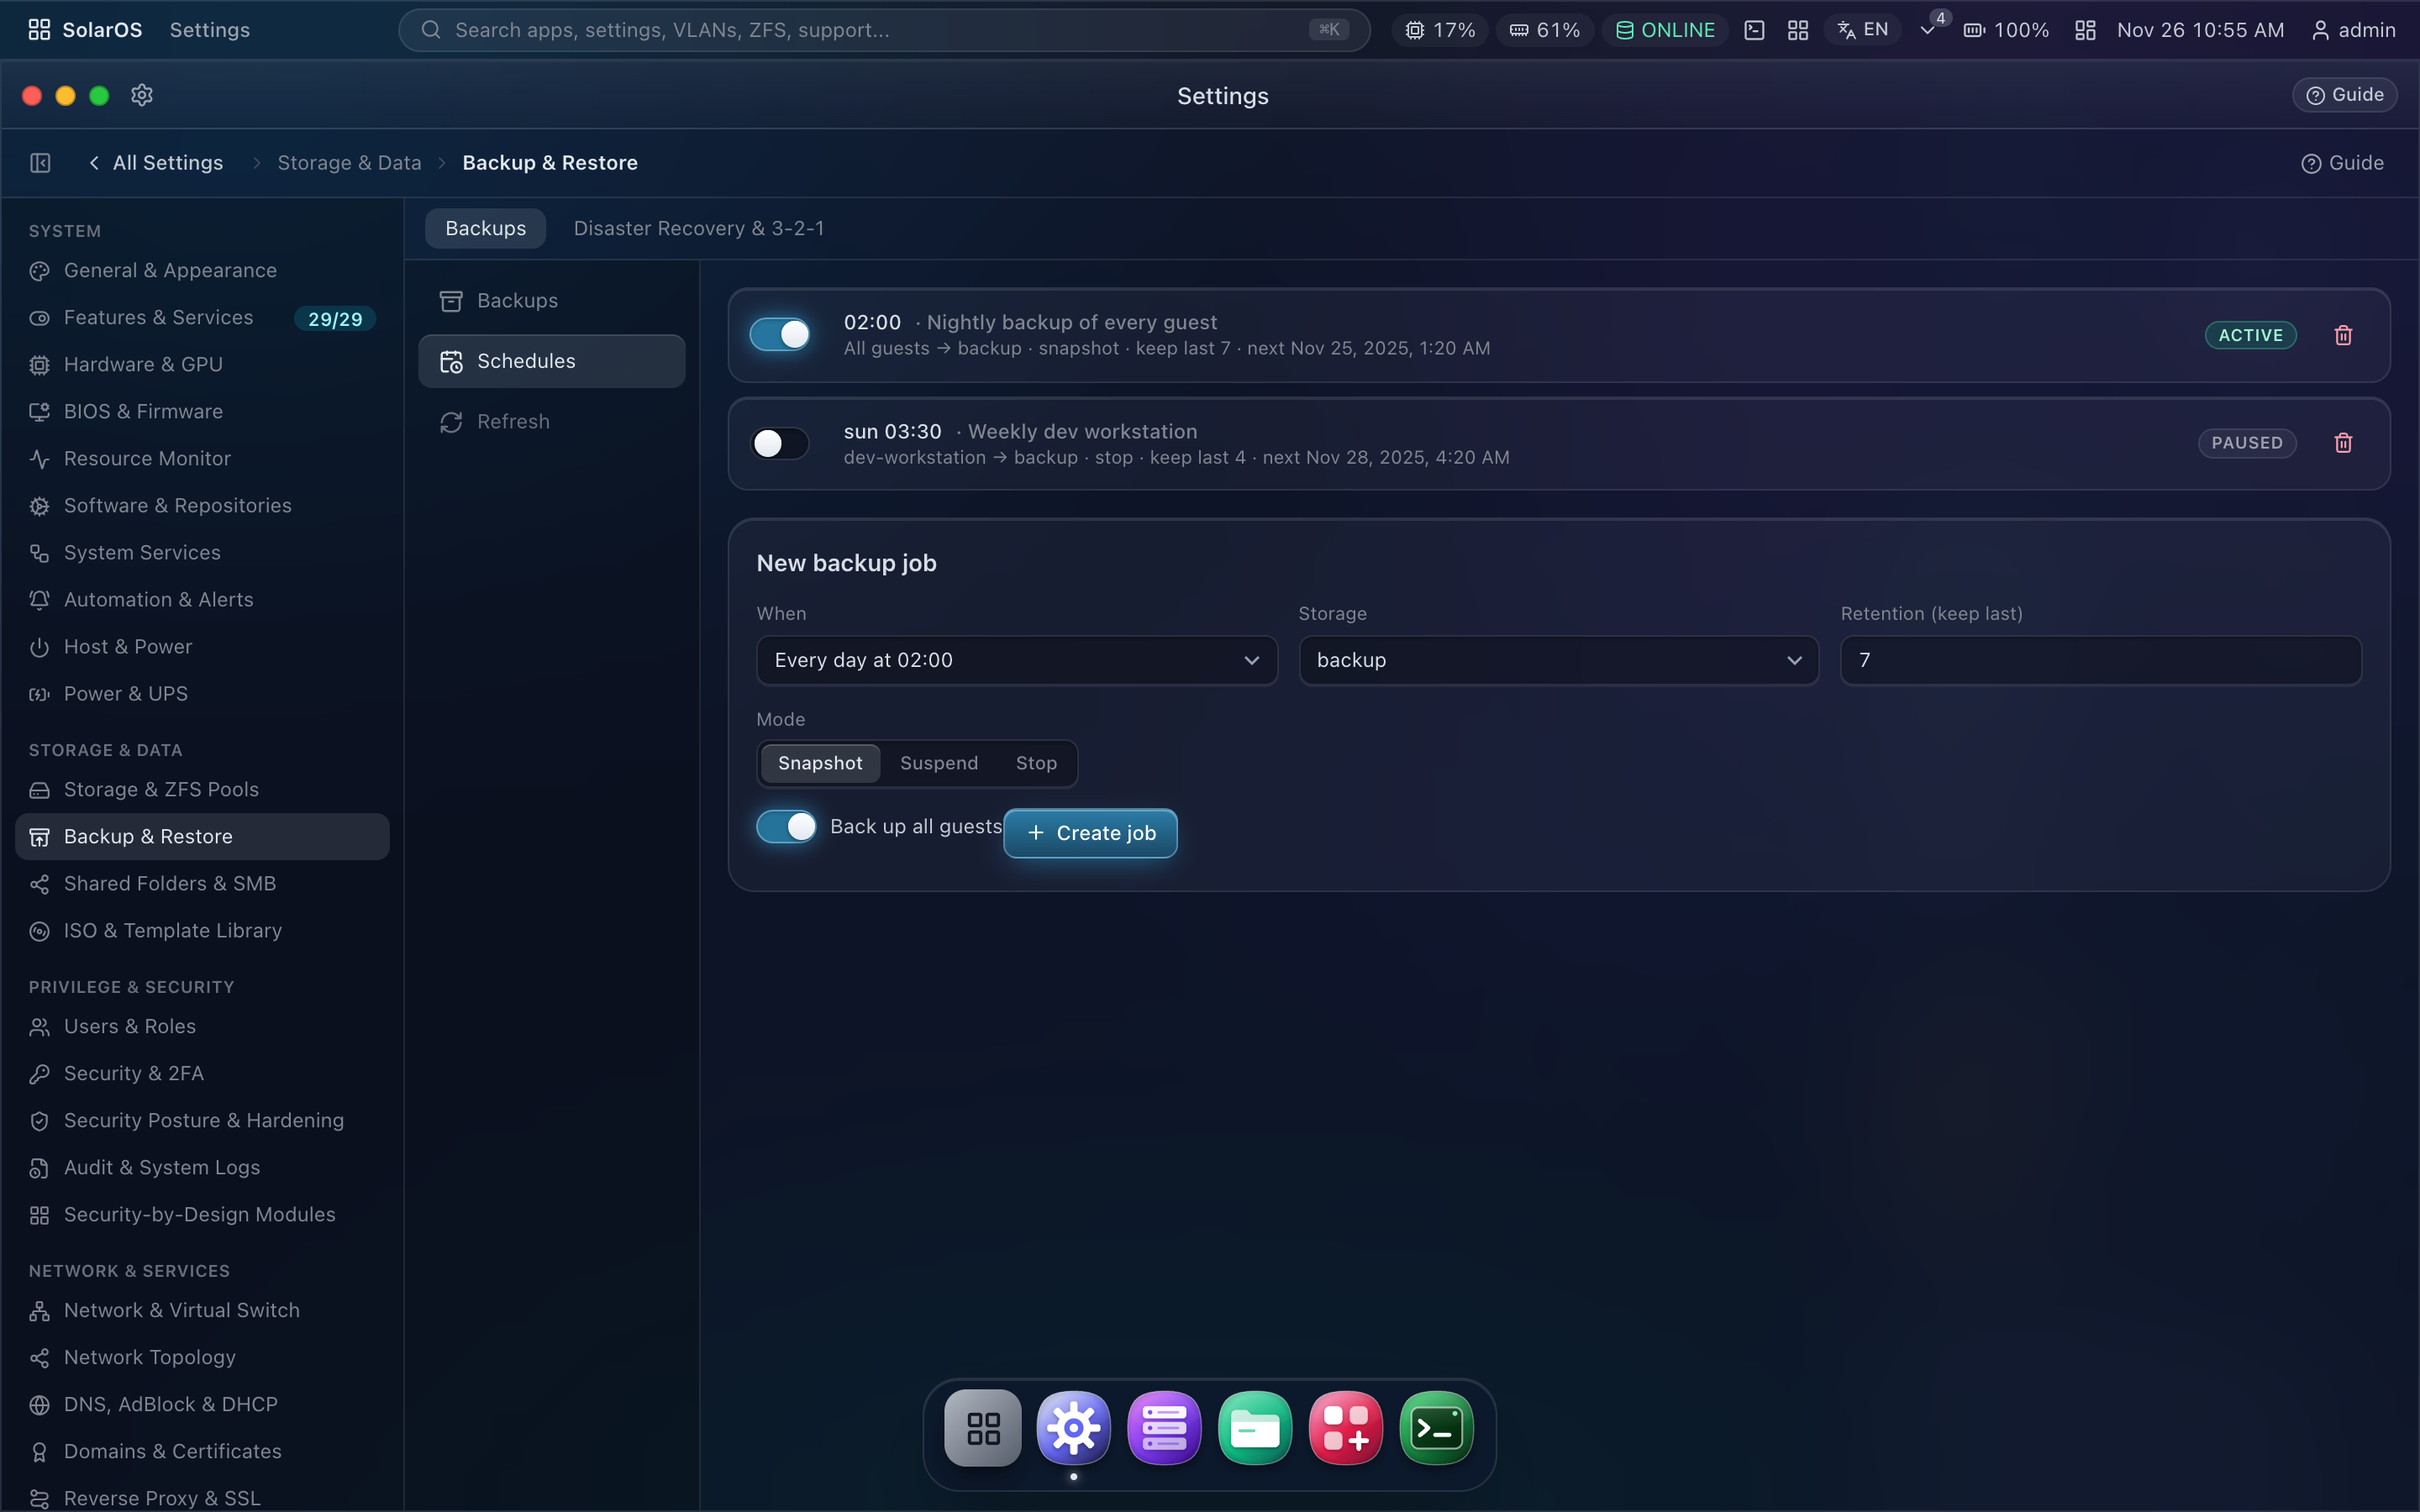 SolarOS Settings Search apps, settings, VLANs, ZFS, support... ⌘K 17% 61% ONLINE EN 4 100% Nov 26 10:55 AM admin
Settings Guide
All Settings Storage & Data Backup & Restore Guide
SYSTEM
General & Appearance
Features & Services 29/29
Hardware & GPU
BIOS & Firmware
Resource Monitor
Software & Repositories
System Services
Automation & Alerts
Host & Power
Power & UPS
STORAGE & DATA
Storage & ZFS Pools
Backup & Restore
Shared Folders & SMB
ISO & Template Library
PRIVILEGE & SECURITY
Users & Roles
Security & 2FA
Security Posture & Hardening
Audit & System Logs
Security-by-Design Modules
NETWORK & SERVICES
Network & Virtual Switch
Network Topology
DNS, AdBlock & DHCP
Domains & Certificates
Reverse Proxy & SSL
Backups Disaster Recovery & 3-2-1
Backups
Schedules
Refresh
02:00 · Nightly backup of every guest
All guests → backup · snapshot · keep last 7 · next Nov 25, 2025, 1:20 AM
ACTIVE
sun 03:30 · Weekly dev workstation
dev-workstation → backup · stop · keep last 4 · next Nov 28, 2025, 4:20 AM
PAUSED
New backup job
When Storage Retention (keep last)
Every day at 02:00 backup 7
Mode
Snapshot Suspend Stop
Back up all guests + Create job